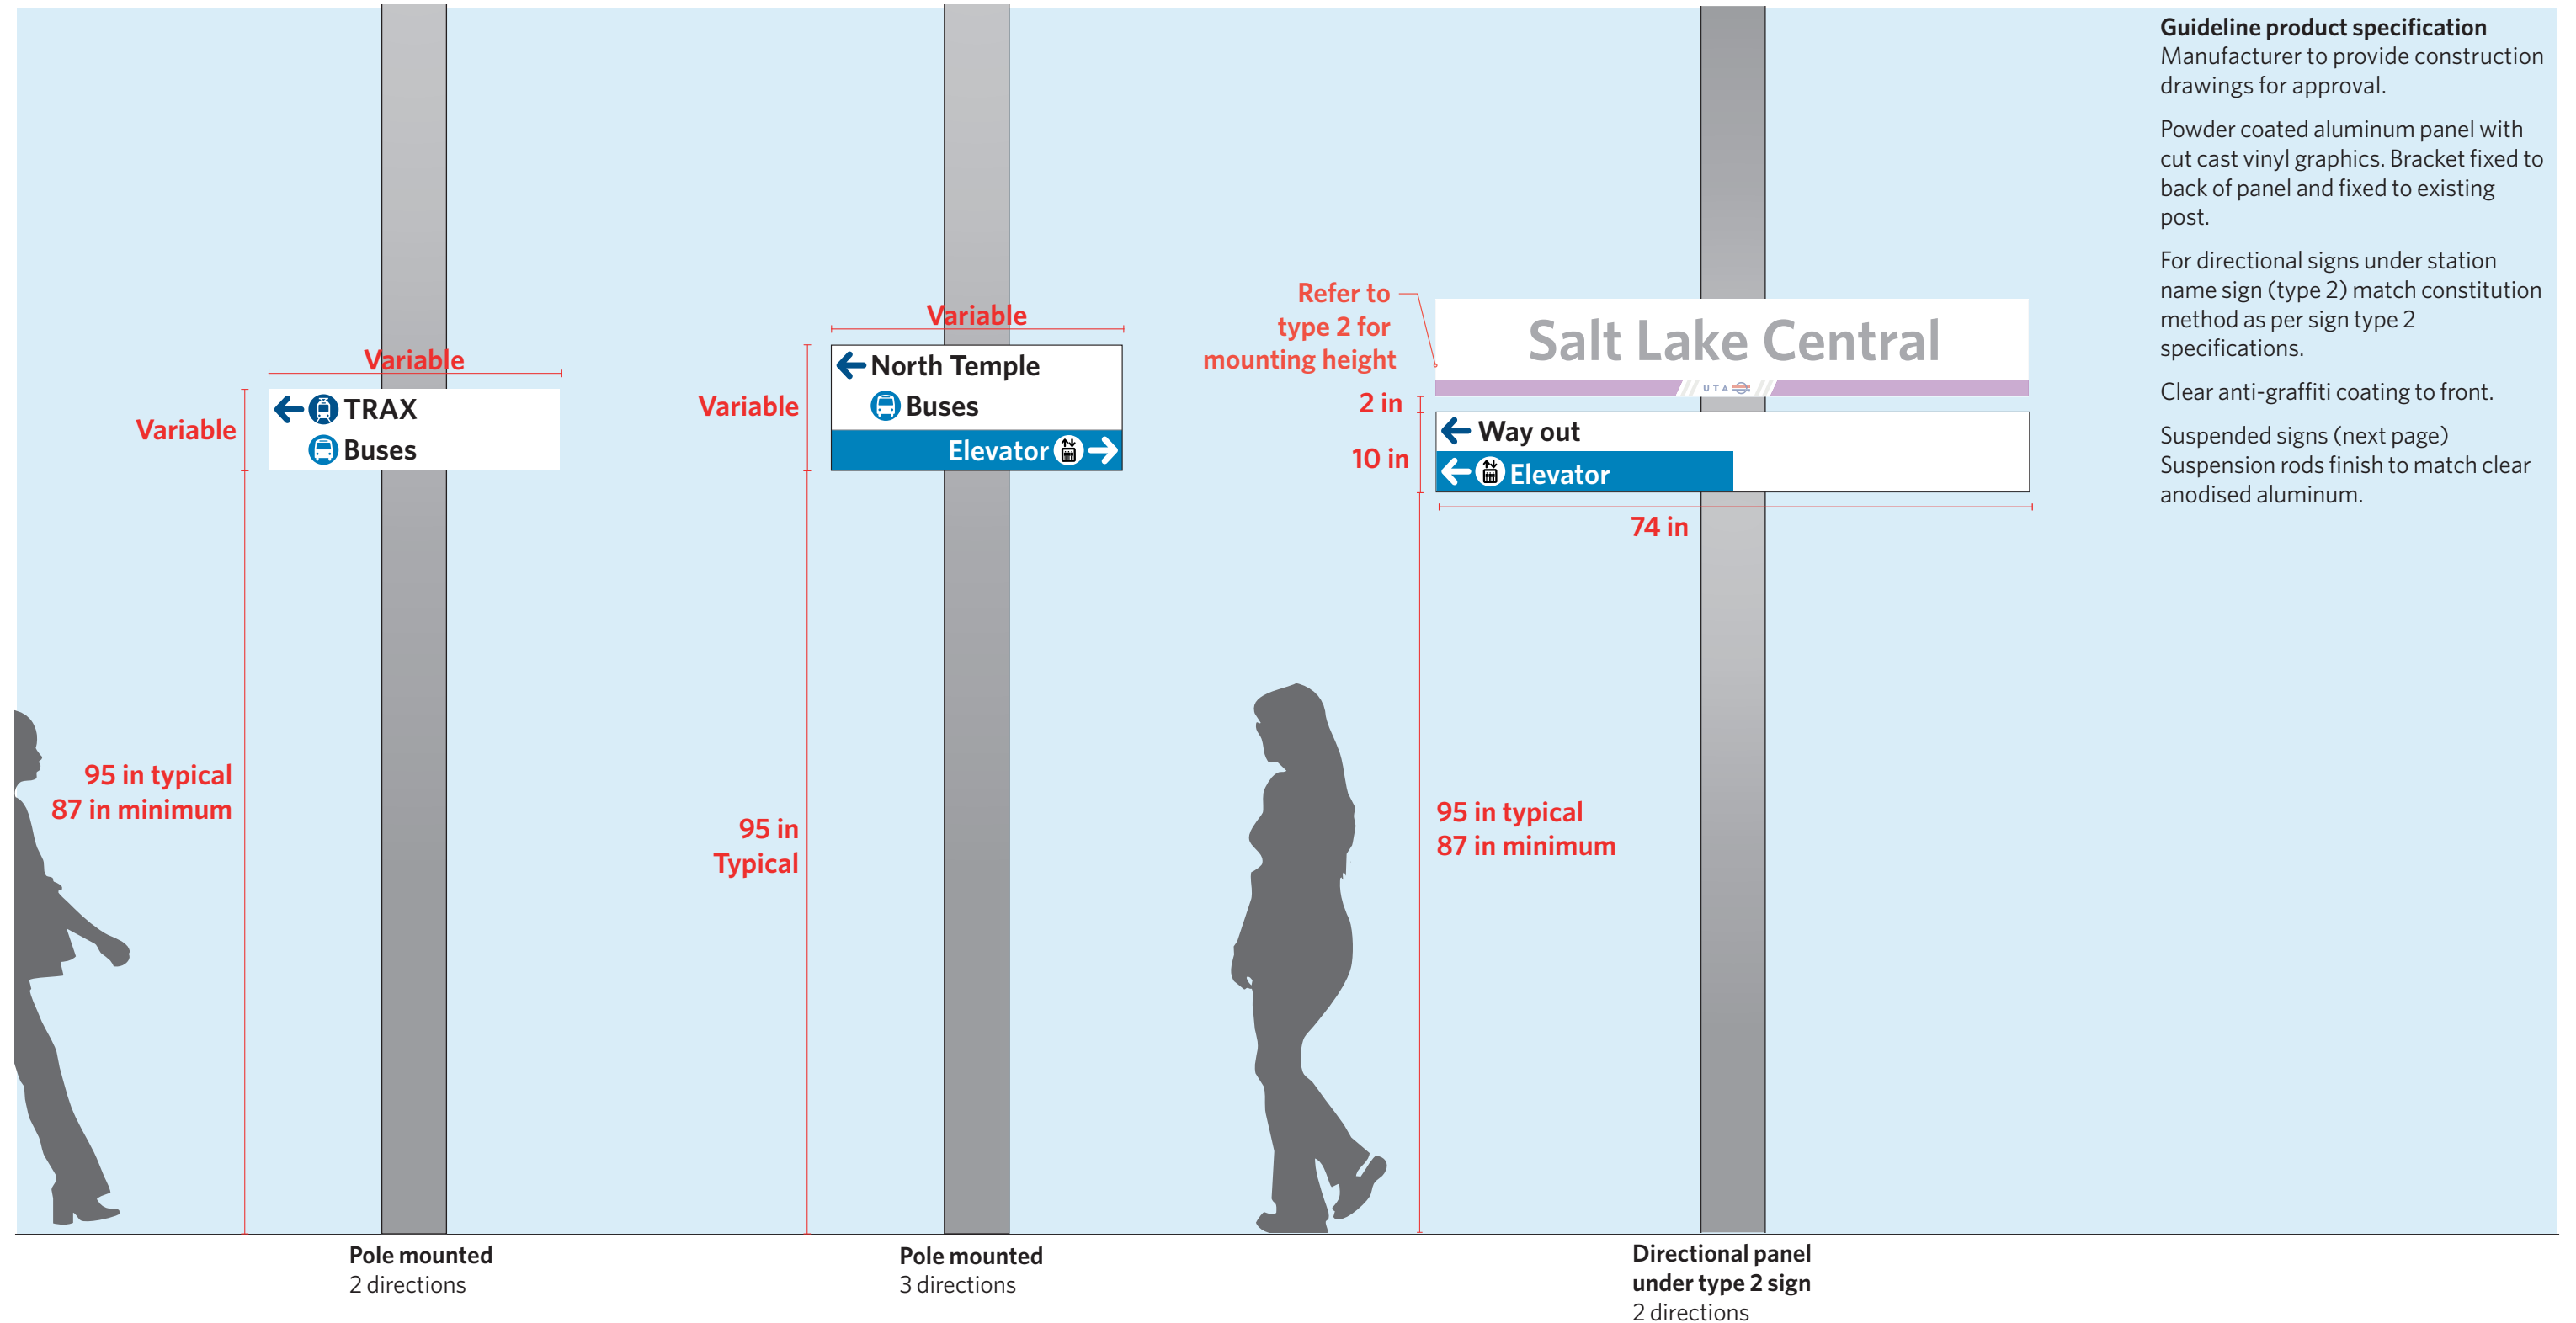 Guideline product specification
Manufacturer to provide construction
drawings for approval.
Powder coated aluminum panel with
cut cast vinyl graphics. Bracket fixed to
back of panel and fixed to existing
post.
For directional signs under station
name sign (type 2) match constitution
method as per sign type 2
specifications.
Clear anti-graffiti coating to front.
Suspended signs (next page)
Suspension rods finish to match clear
anodised aluminum.
Variable
Variable
TRAX
Buses
95 in typical
87 in minimum
Pole mounted
2 directions
Variable
Variable
North Temple
Buses
Elevator
95 in
Typical
Pole mounted
3 directions
Refer to
type 2 for
mounting height
Salt Lake Central
UTA
2 in
10 in
Way out
Elevator
74 in
95 in typical
87 in minimum
Directional panel
under type 2 sign
2 directions